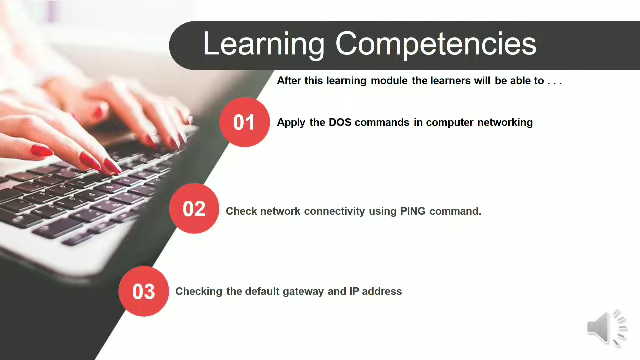 Learning Competencies
After this learning module the learners will be able to . . .
01
Apply the DOS commands in computer networking
02
Check network connectivity using PING command.
03
Checking the default gateway and IP address